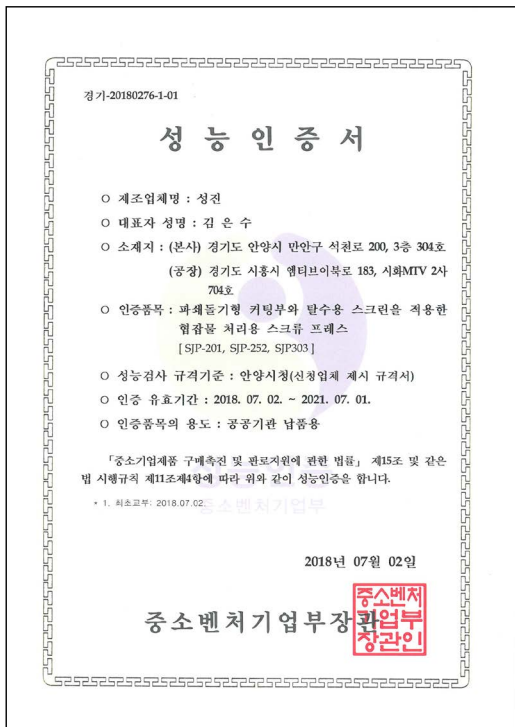 경기-20180276-1-01
성 능 인 증 서
○ 제조업체명 : 성진
○ 대표자 성명 : 김 은 수
○ 소재지 : (본사) 경기도 안양시 만안구 석천로 200, 3층 304호
(공장) 경기도 시흥시 엠티브이북로 183, 시화MTV 2사
704호
○ 인증품목 : 파쇄돌기형 커팅부와 탈수용 스크린을 적용한
협잡물 처리용 스크류 프레스
[ SJP-201, SJP-252, SJP303 ]
○ 성능검사 규격기준 : 안양시청(신청업체 제시 규격서)
○ 인증 유효기간 : 2018. 07. 02. ~ 2021. 07. 01.
○ 인증품목의 용도 : 공공기관 납품용
「중소기업제품 구매촉진 및 판로지원에 관한 법률」 제15조 및 같은
법 시행규칙 제11조제4항에 따라 위와 같이 성능인증을 합니다.
* 1. 최초교부: 2018.07.02.
중소벤처기업부
2018년 07월 02일
중소벤처기업부장관
중소벤처
기업부
장관인